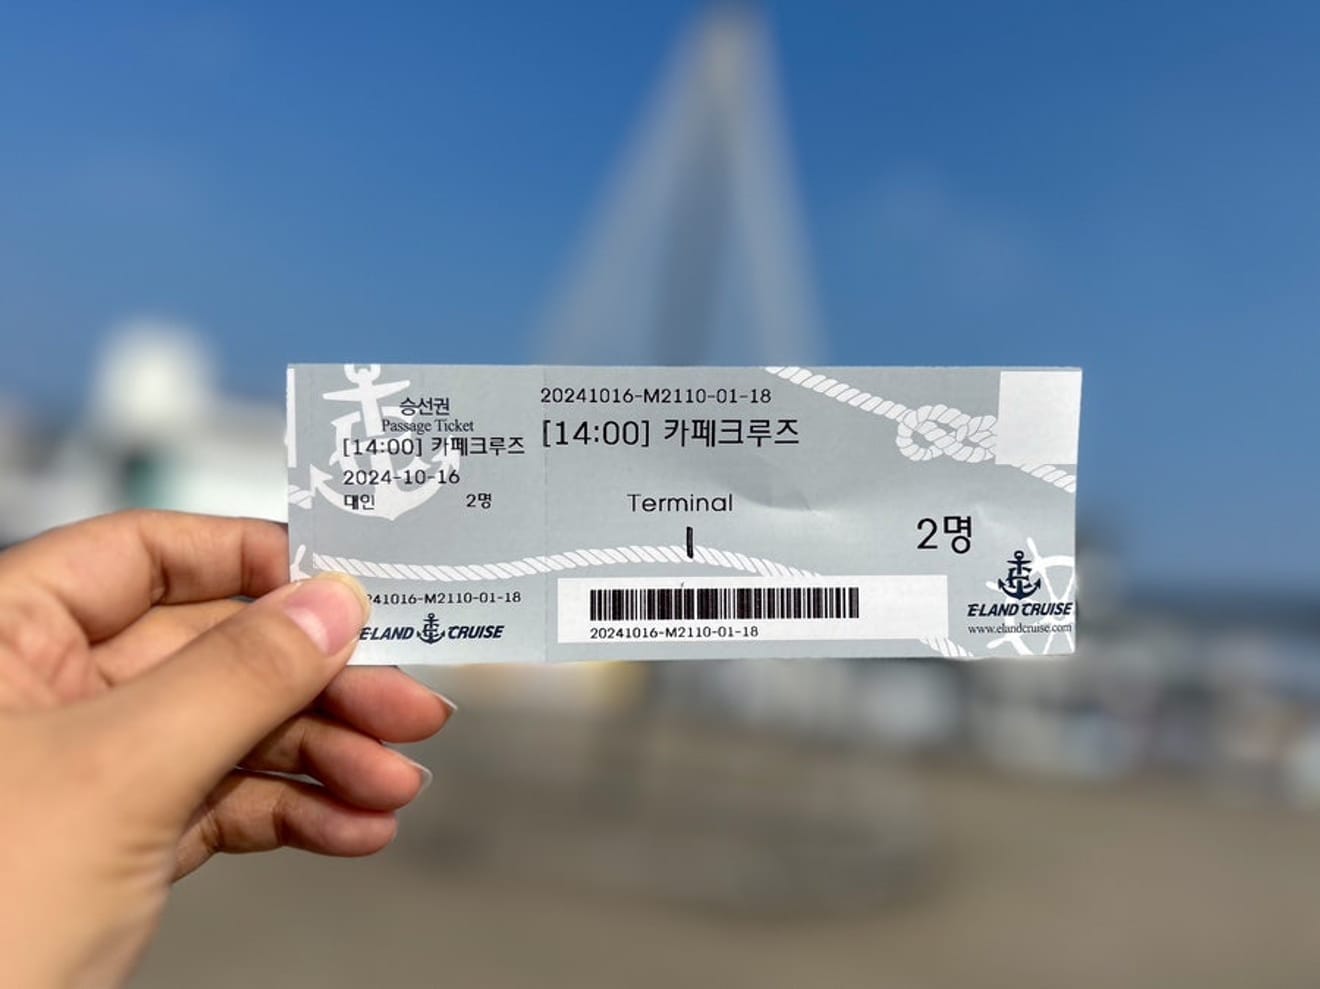 승선권
Passage Ticket
[14:00] 카페크루즈
2024-10-16
대인 2명
241016-M2110-01-18
ELAND CRUISE
20241016-M2110-01-18
[14:00] 카페크루즈
Terminal
1
2명
20241016-M2110-01-18
E·LAND CRUISE
www.elandcruise.com